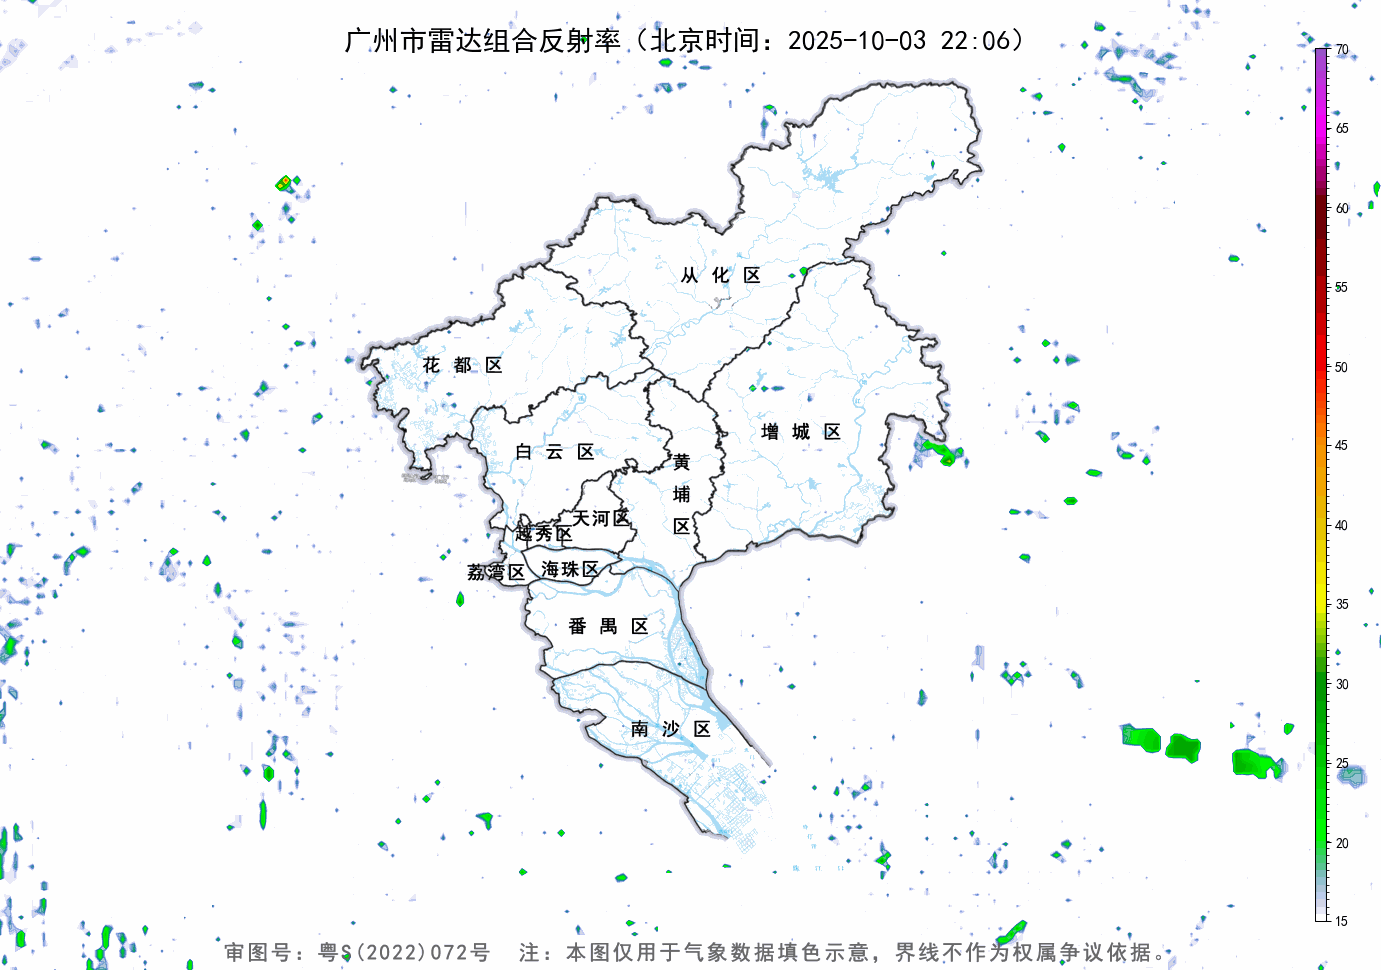 广州市雷达组合反射率（北京时间：2025-10-03 22:06）
70
65
60
55
50
45
40
35
30
25
20
15
从化区
花都区
增城区
白云区
黄埔区
天河区
越秀区
荔湾区
海珠区
番禺区
南沙区
审图号：粤S(2022)072号 注：本图仅用于气象数据填色示意，界线不作为权属争议依据。